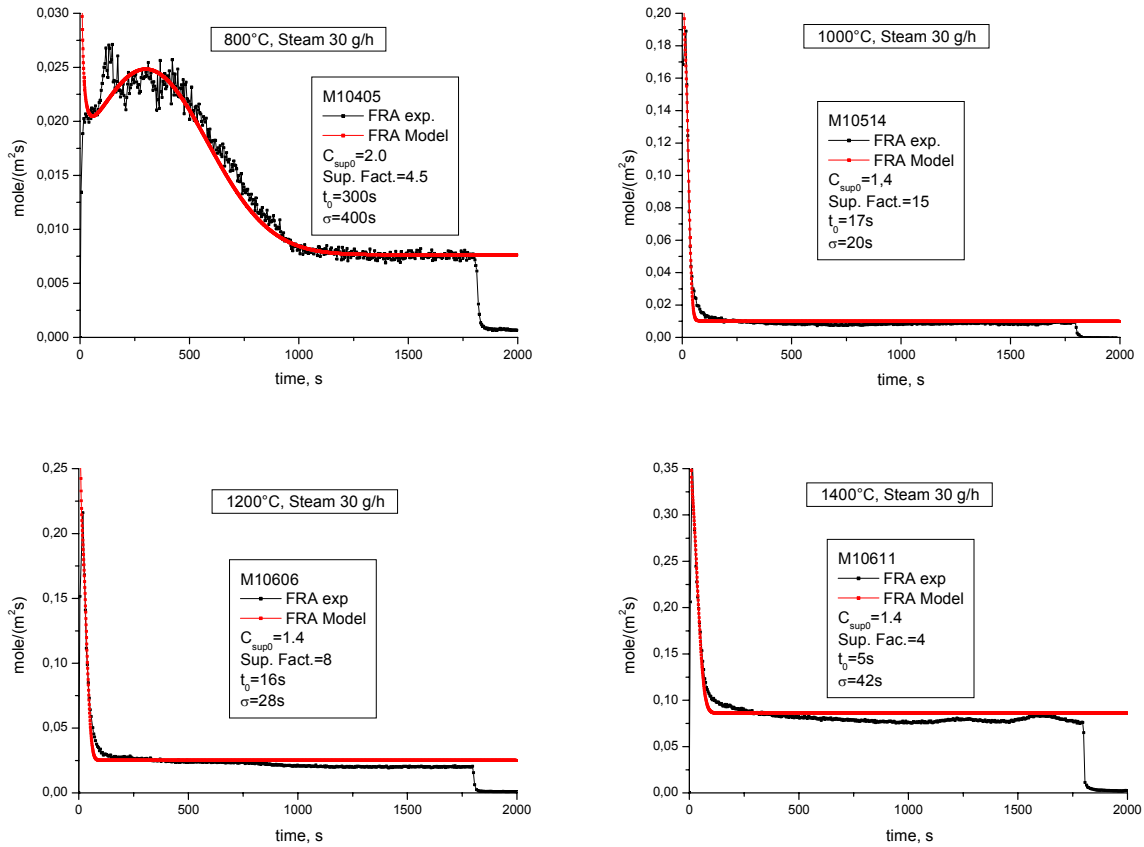 800°C, Steam 30 g/h
M10405
FRA exp.
FRA Model
C_sup0=2.0
Sup. Fact.=4.5
t_0=300s
σ=400s
mole/(m²s)
0,030
0,025
0,020
0,015
0,010
0,005
0,000
0 500 1000 1500 2000
time, s
1000°C, Steam 30 g/h
M10514
FRA exp.
FRA Model
C_sup0=1,4
Sup. Fact.=15
t_0=17s
σ=20s
mole/(m²s)
0,20
0,18
0,16
0,14
0,12
0,10
0,08
0,06
0,04
0,02
0,00
0 500 1000 1500 2000
time, s
1200°C, Steam 30 g/h
M10606
FRA exp
FRA Model
C_sup0=1.4
Sup. Fact.=8
t_0=16s
σ=28s
mole/(m²s)
0,25
0,20
0,15
0,10
0,05
0,00
0 500 1000 1500 2000
time, s
1400°C, Steam 30 g/h
M10611
FRA exp
FRA Model
C_sup0=1.4
Sup. Fac.=4
t_0=5s
σ=42s
mole/(m²s)
0,35
0,30
0,25
0,20
0,15
0,10
0,05
0,00
0 500 1000 1500 2000
time, s